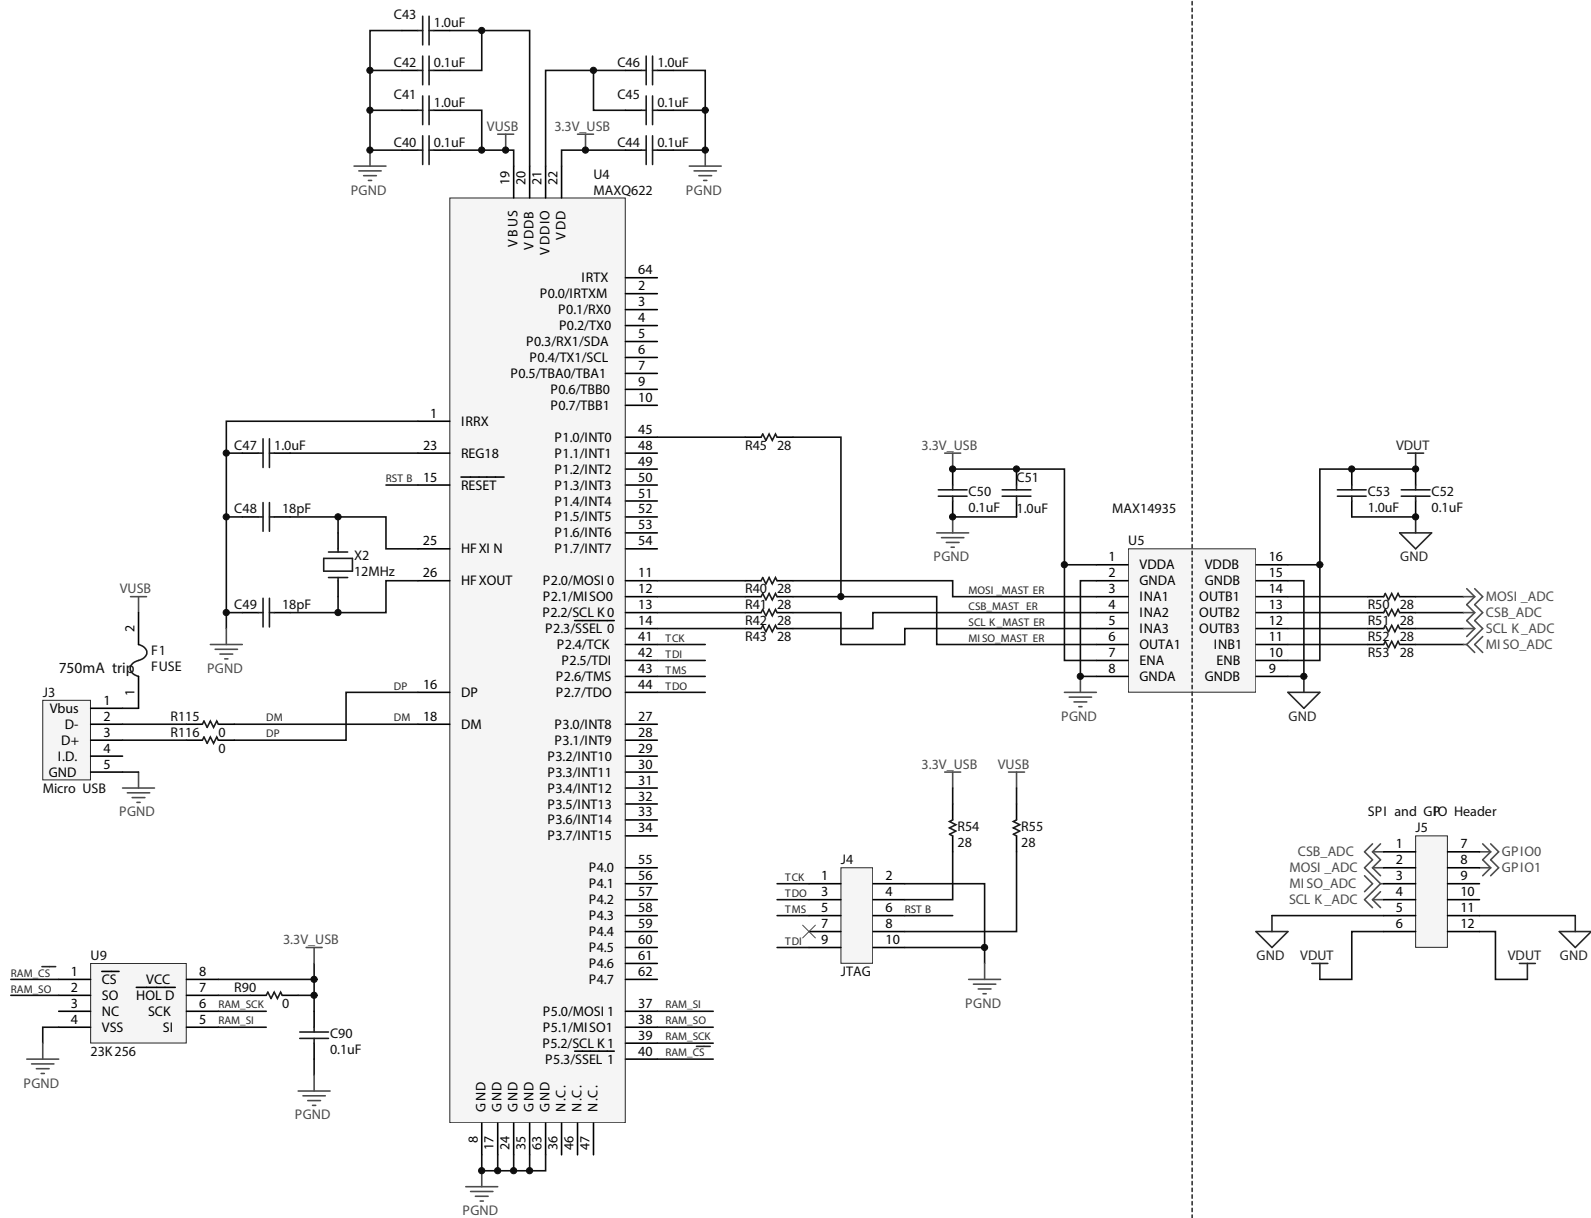 C43 1.0uF
C42 0.1uF
C41 1.0uF
C40 0.1uF
VUSB
PGND
C46 1.0uF
C45 0.1uF
3.3V_USB
C44 0.1uF
PGND
19 20 21 22
U4
MAXQ622
VBUS VDDB VDDIO VDD
IRTX 64
P0.0/IRTXM 2
P0.1/RX0 3
P0.2/TX0 4
P0.3/RX1/SDA 5
P0.4/TX1/SCL 6
P0.5/TBA0/TBA1 7
P0.6/TBB0 9
P0.7/TBB1 10
1 IRRX
C47 1.0uF 23 REG18
RST B 15 RESET
C48 18pF
25 HFXIN
X2
12MHz
26 HFXOUT
C49 18pF
PGND
P1.0/INT0 45
P1.1/INT1 48
P1.2/INT2 49
P1.3/INT3 50
P1.4/INT4 51
P1.5/INT5 52
P1.6/INT6 53
P1.7/INT7 54
R45 28
P2.0/MOSI 0 11
P2.1/MISO0 12
P2.2/SCLK 0 13
P2.3/SSEL 0 14
P2.4/TCK 41 TCK
P2.5/TDI 42 TDI
P2.6/TMS 43 TMS
P2.7/TDO 44 TDO
R40 28
R41 28
R42 28
R43 28
MOSI_MASTER
CSB_MASTER
SCLK_MASTER
MISO_MASTER
VUSB
2
F1
FUSE
750mA trip
1
J3
Vbus 1
D- 2
D+ 3
I.D. 4
GND 5
Micro USB
PGND
R115 0
R116 0
DM
DP
DP 16 DP
DM 18 DM
P3.0/INT8 27
P3.1/INT9 28
P3.2/INT10 29
P3.3/INT11 30
P3.4/INT12 31
P3.5/INT13 32
P3.6/INT14 33
P3.7/INT15 34
P4.0 55
P4.1 56
P4.2 57
P4.3 58
P4.4 59
P4.5 60
P4.6 61
P4.7 62
P5.0/MOSI 1 37 RAM_SI
P5.1/MISO1 38 RAM_SO
P5.2/SCLK 1 39 RAM_SCK
P5.3/SSEL 1 40 RAM_CS
GND GND GND GND GND N.C. N.C. N.C.
8 17 24 35 63 36 46 47
PGND
3.3V_USB
C50
0.1uF
C51
1.0uF
PGND
MAX14935
U5
1 VDDA
2 GNDA
3 INA1
4 INA2
5 INA3
6 OUTA1
7 ENA
8 GNDA
VDDB 16
GNDB 15
OUTB1 14
OUTB2 13
OUTB3 12
INB1 11
ENB 10
GNDB 9
PGND
GND
VDUT
C53
1.0uF
C52
0.1uF
GND
R50 28
R51 28
R52 28
R53 28
MOSI_ADC
CSB_ADC
SCLK_ADC
MISO_ADC
3.3V_USB
VUSB
R54
28
R55
28
J4
TCK 1 2
TDO 3 4
TMS 5 6 RST B
7 8
TDI 9 10
JTAG
PGND
SPI and GPIO Header
J5
CSB_ADC 1 7 GPIO0
MOSI_ADC 2 8 GPIO1
MISO_ADC 3 9
SCLK_ADC 4 10
5 11
6 12
GND
VDUT
VDUT
GND
3.3V_USB
U9
RAM_CS 1 CS VCC 8
RAM_SO 2 SO HOLD 7
3 NC SCK 6 RAM_SCK
4 VSS SI 5 RAM_SI
23K256
R90
0
C90
0.1uF
PGND
PGND